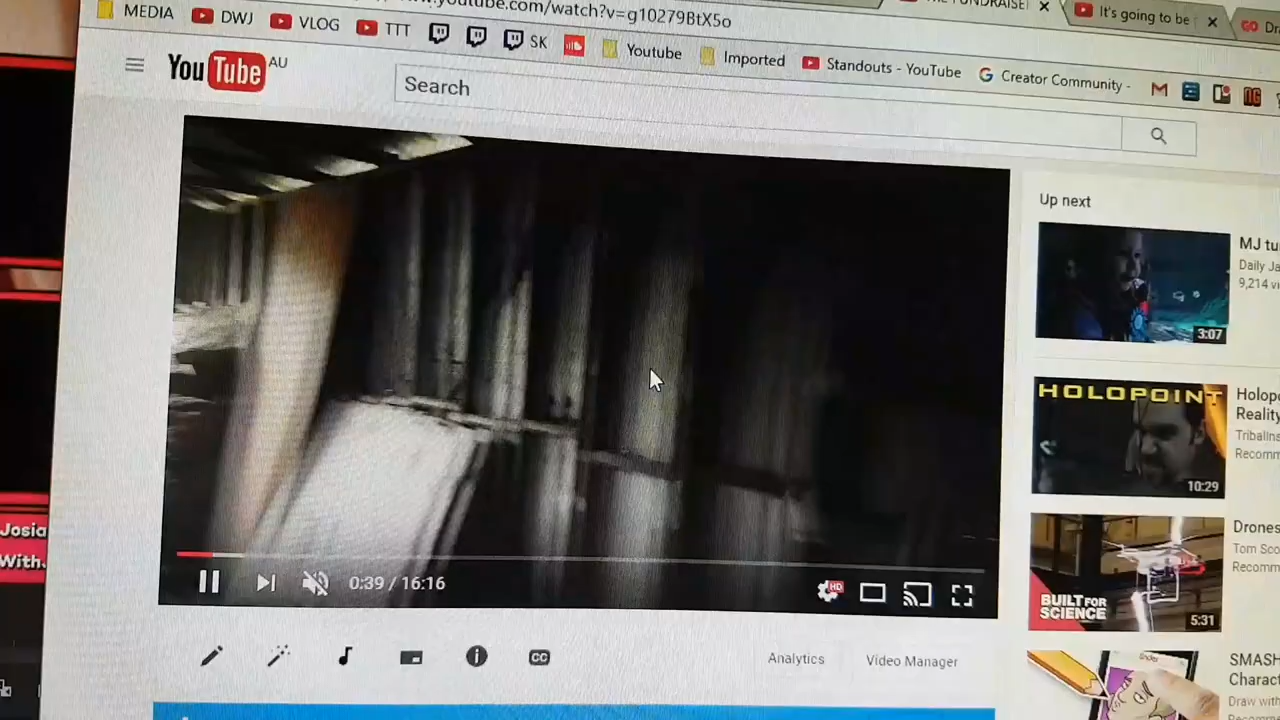 .youtube.com/watch?v=g10279BtX5o
It's going to be
MEDIA DWJ VLOG TTT SK Youtube Imported Standouts - YouTube Creator Community -
YouTube AU
Search
Up next
MJ tu
Daily Ja
9,214 vi
3:07
HOLOPOINT
Holop
Reality
TribalIns
Recomm
10:29
Drones
Tom Sco
Recomm
BUILT FOR
SCIENCE
5:31
SMASH
Charact
Draw with
Josia
With.
0:39 / 16:16
HD
CC
Analytics
Video Manager